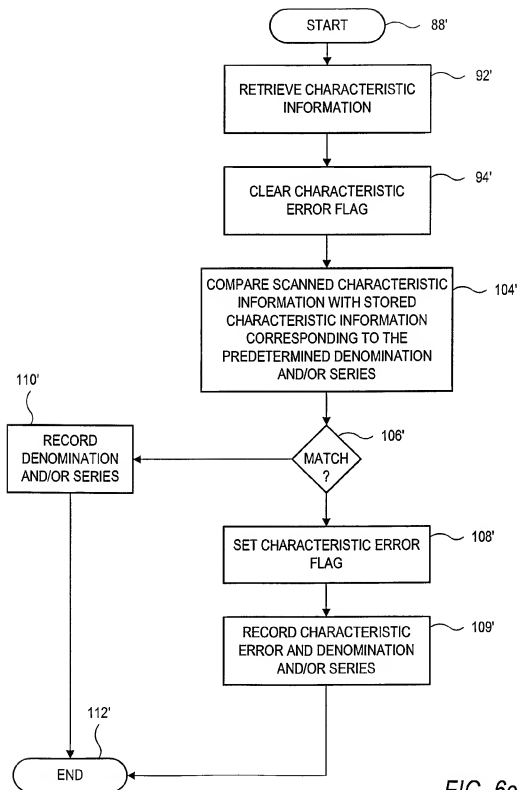 START
88'
RETRIEVE CHARACTERISTIC
INFORMATION
92'
CLEAR CHARACTERISTIC
ERROR FLAG
94'
COMPARE SCANNED CHARACTERISTIC
INFORMATION WITH STORED
CHARACTERISTIC INFORMATION
CORRESPONDING TO THE
PREDETERMINED DENOMINATION
AND/OR SERIES
104'
110'
RECORD
DENOMINATION
AND/OR SERIES
MATCH
?
106'
SET CHARACTERISTIC ERROR
FLAG
108'
RECORD CHARACTERISTIC
ERROR AND DENOMINATION
AND/OR SERIES
109'
112'
END